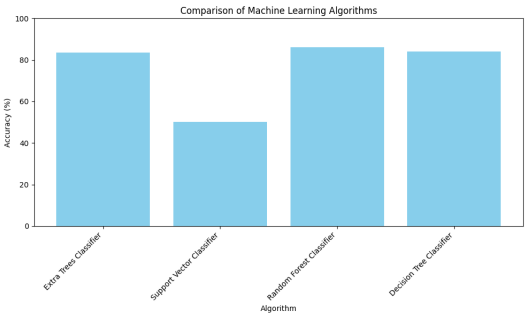 Comparison of Machine Learning Algorithms
100
80
60
40
20
0
Accuracy (%)
Extra Trees Classifier
Support Vector Classifier
Random Forest Classifier
Decision Tree Classifier
Algorithm